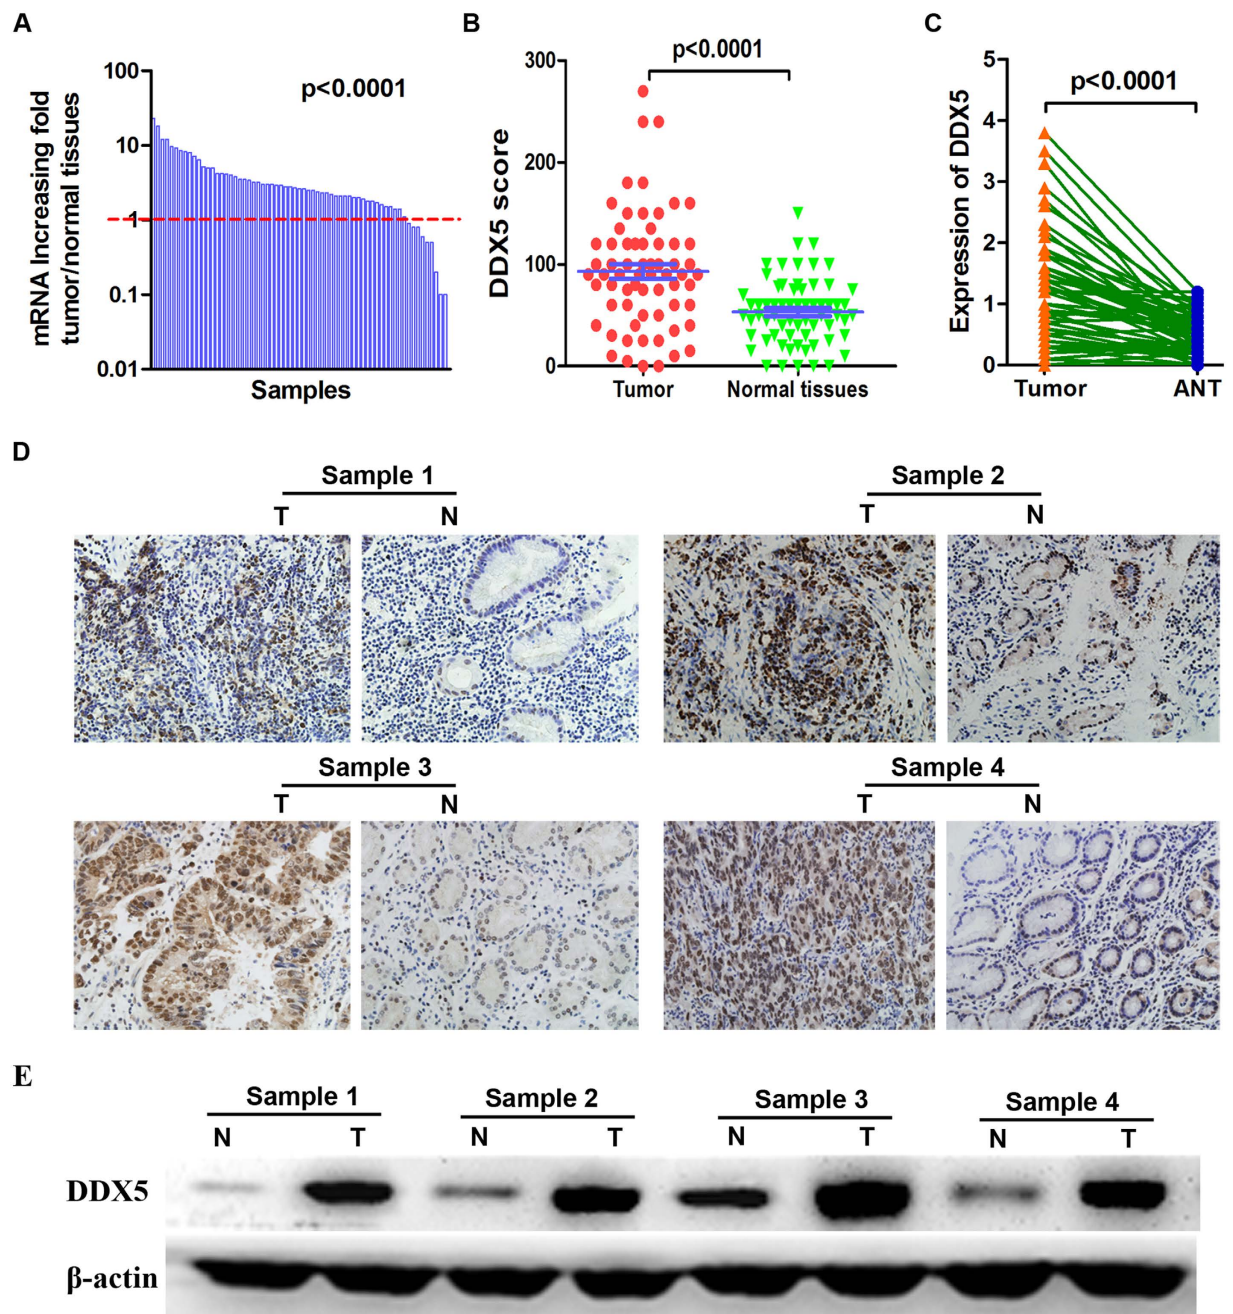 A
mRNA Increasing fold
tumor/normal tissues
100
10
1
0.1
0.01
p<0.0001
Samples
B
DDX5 score
300
200
100
0
p<0.0001
Tumor
Normal tissues
C
Expression of DDX5
5
4
3
2
1
0
p<0.0001
Tumor
ANT
D
Sample 1
T N
Sample 2
T N
Sample 3
T N
Sample 4
T N
E
Sample 1 Sample 2 Sample 3 Sample 4
N T N T N T N T
DDX5
β-actin